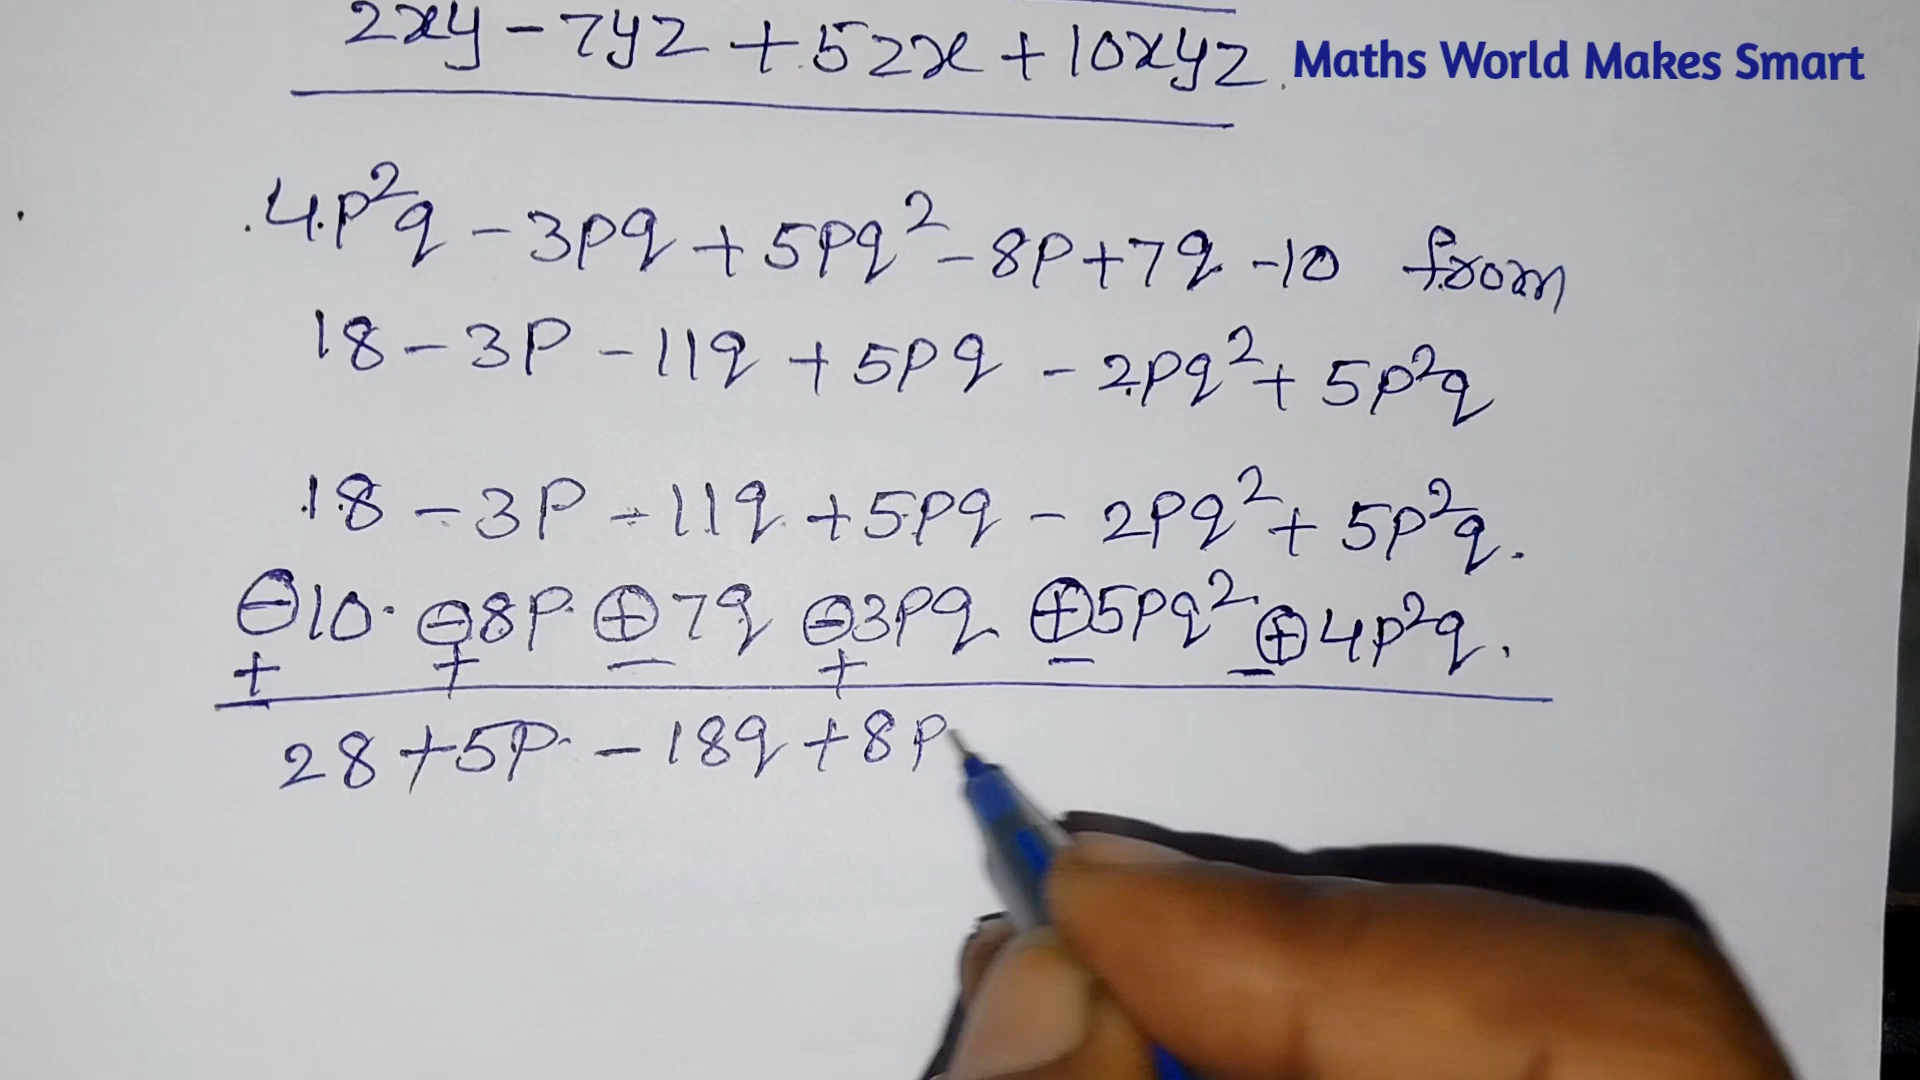 2xy - 7yz + 5zx + 10xyz. Maths World Makes Smart
4p²q - 3pq + 5pq² - 8p + 7q - 10 from
18 - 3p - 11q + 5pq - 2pq² + 5p²q
18 - 3p - 11q + 5pq - 2pq² + 5p²q.
⊖10 ⊖8p ⊕7q ⊖3pq ⊕5pq² ⊕4p²q.
+ + - + - -
28 + 5p - 18q + 8p